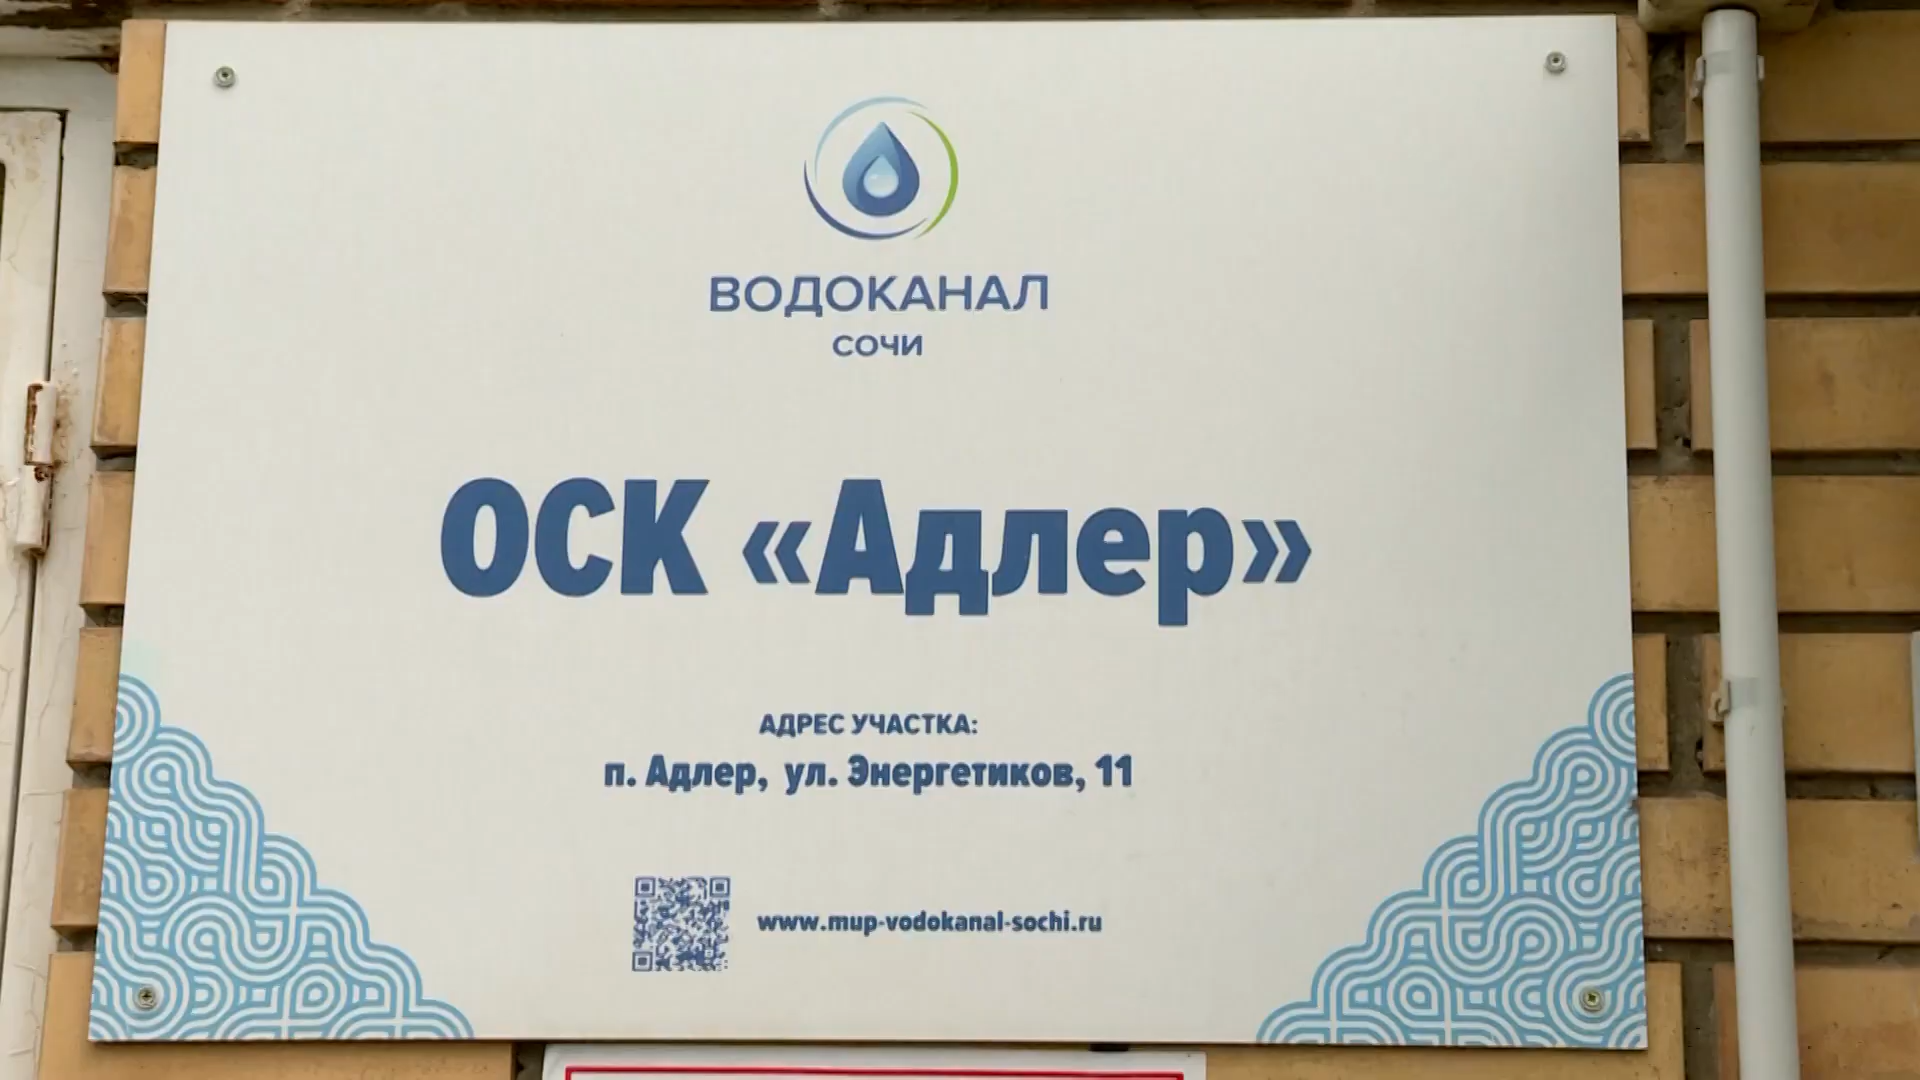 ВОДОКАНАЛ
СОЧИ
ОСК «Адлер»
АДРЕС УЧАСТКА:
п. Адлер, ул. Энергетиков, 11
www.mup-vodokanal-sochi.ru